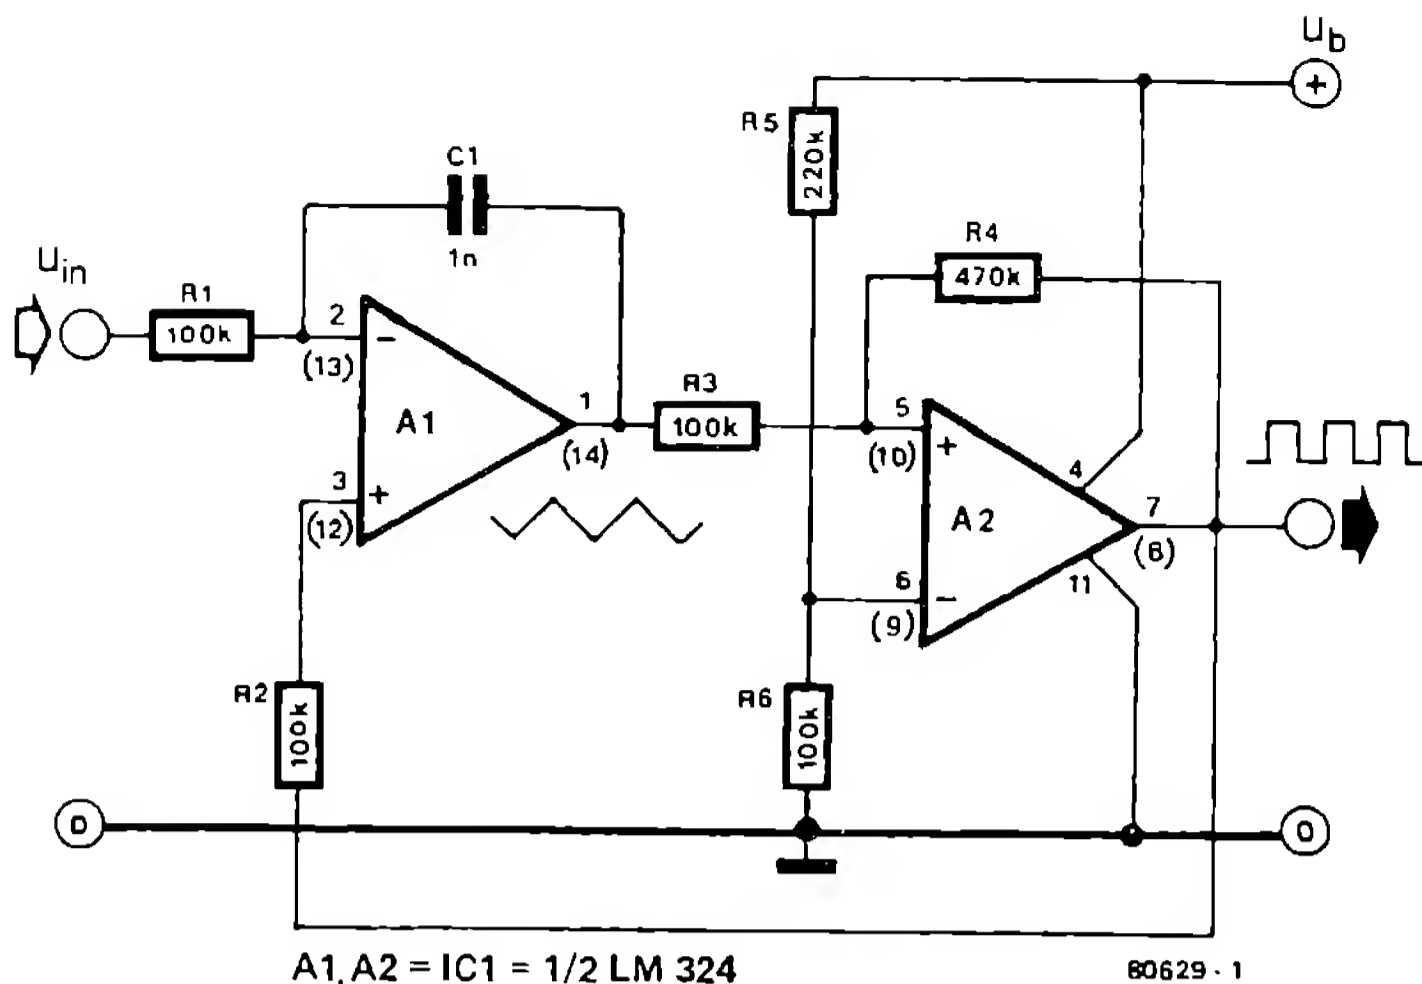 Ub
+
R5
220k
C1
1n
R4
470k
Uin
R1
100k
2
(13)
−
A1
1
(14)
3
(12)
+
R3
100k
5
(10)
+
4
A2
7
(8)
6
(9)
−
11
R2
100k
R6
100k
0
0
A1, A2 = IC1 = 1/2 LM 324
80629 - 1